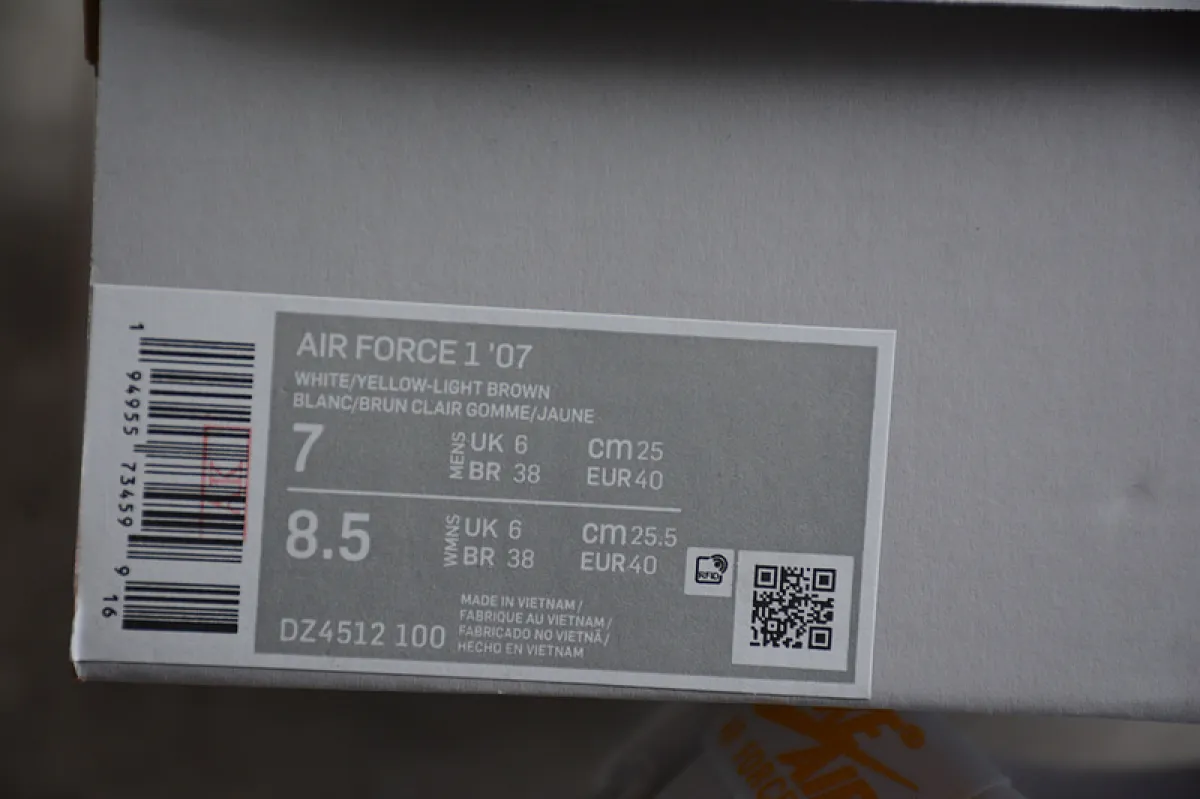 AIR FORCE 1 '07
WHITE/YELLOW-LIGHT BROWN
BLANC/BRUN CLAIR GOMME/JAUNE
7 MENS UK 6 cm 25
BR 38 EUR 40
8.5 WMNS UK 6 cm 25.5
BR 38 EUR 40
DZ4512 100
MADE IN VIETNAM /
FABRIQUE AU VIETNAM /
FABRICADO NO VIETNÃ /
HECHO EN VIETNAM
RFID
1 94955 73459 9 16
AIR